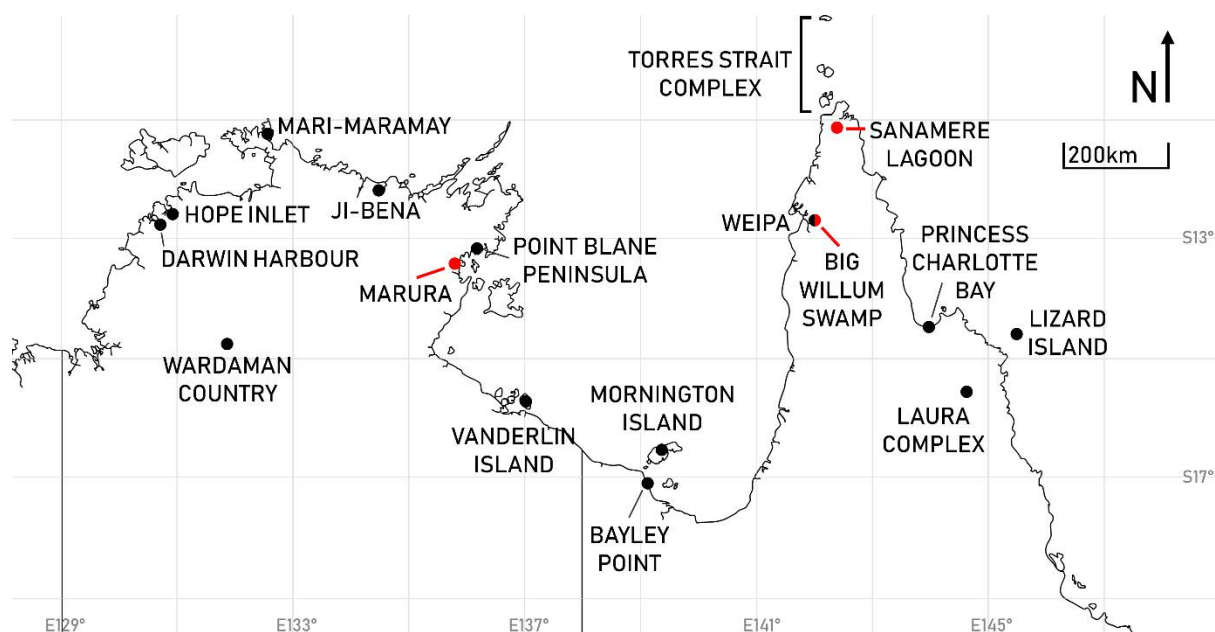 TORRES STRAIT
COMPLEX
N
MARI-MARAMAY
SANAMERE
LAGOON
200km
JI-BENA
HOPE INLET
DARWIN HARBOUR
WEIPA
S13°
POINT BLANE
PENINSULA
MARURA
BIG
WILLUM
SWAMP
PRINCESS
CHARLOTTE
BAY
LIZARD
ISLAND
WARDAMAN
COUNTRY
MORNINGTON
ISLAND
VANDERLIN
ISLAND
LAURA
COMPLEX
S17°
BAYLEY
POINT
E129°
E133°
E137°
E141°
E145°